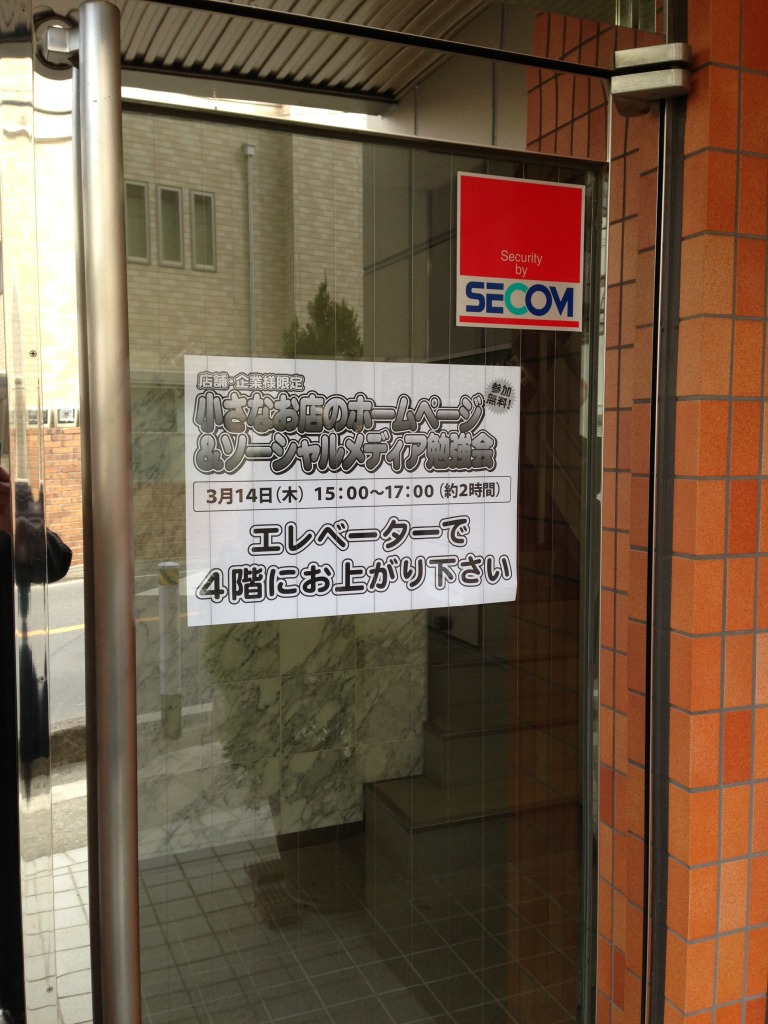 Security
by
SECOM
店舗・企業様限定
参加
無料!
小さなお店のホームページ
&ソーシャルメディア勉強会
3月14日(木) 15:00~17:00 (約2時間)
エレベーターで
4階にお上がり下さい